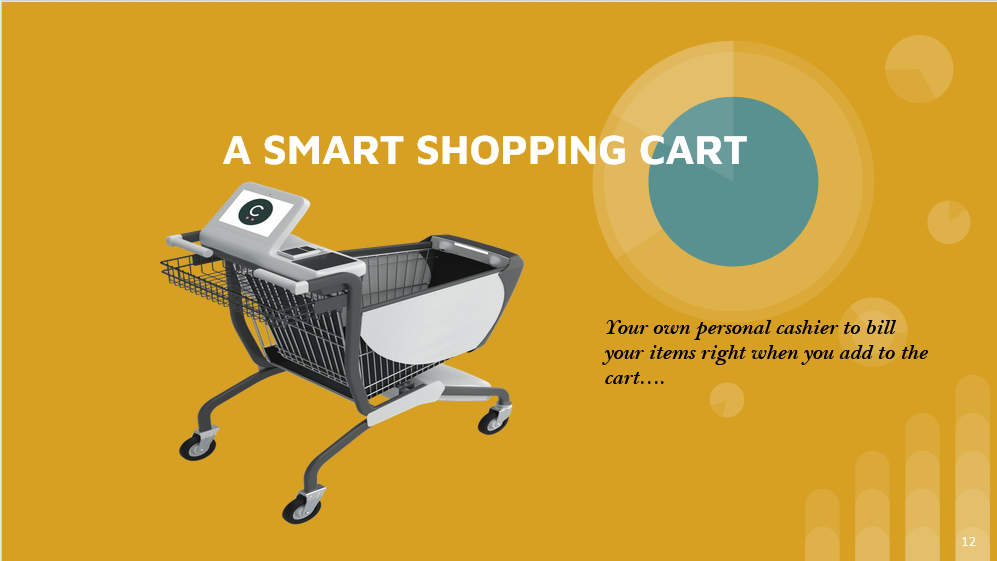 A SMART SHOPPING CART
C
Your own personal cashier to bill
your items right when you add to the
cart....
12